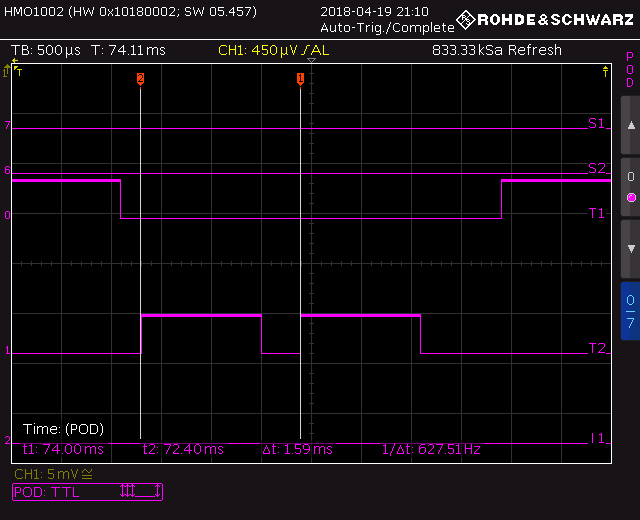 HMO1002 (HW 0x10180002; SW 05.457)
2018-04-19 21:10
Auto-Trig./Complete
ROHDE&SCHWARZ
TB: 500µs T: 74.11ms CH1: 450µV AL 833.33kSa Refresh
POD
T
2 1
7 S1
6 S2
0
0 T1
0
7
1 T2
Time: (POD)
2 I1
t1: 74.00ms t2: 72.40ms Δt: 1.59ms 1/Δt: 627.51Hz
CH1: 5mV
POD: TTL